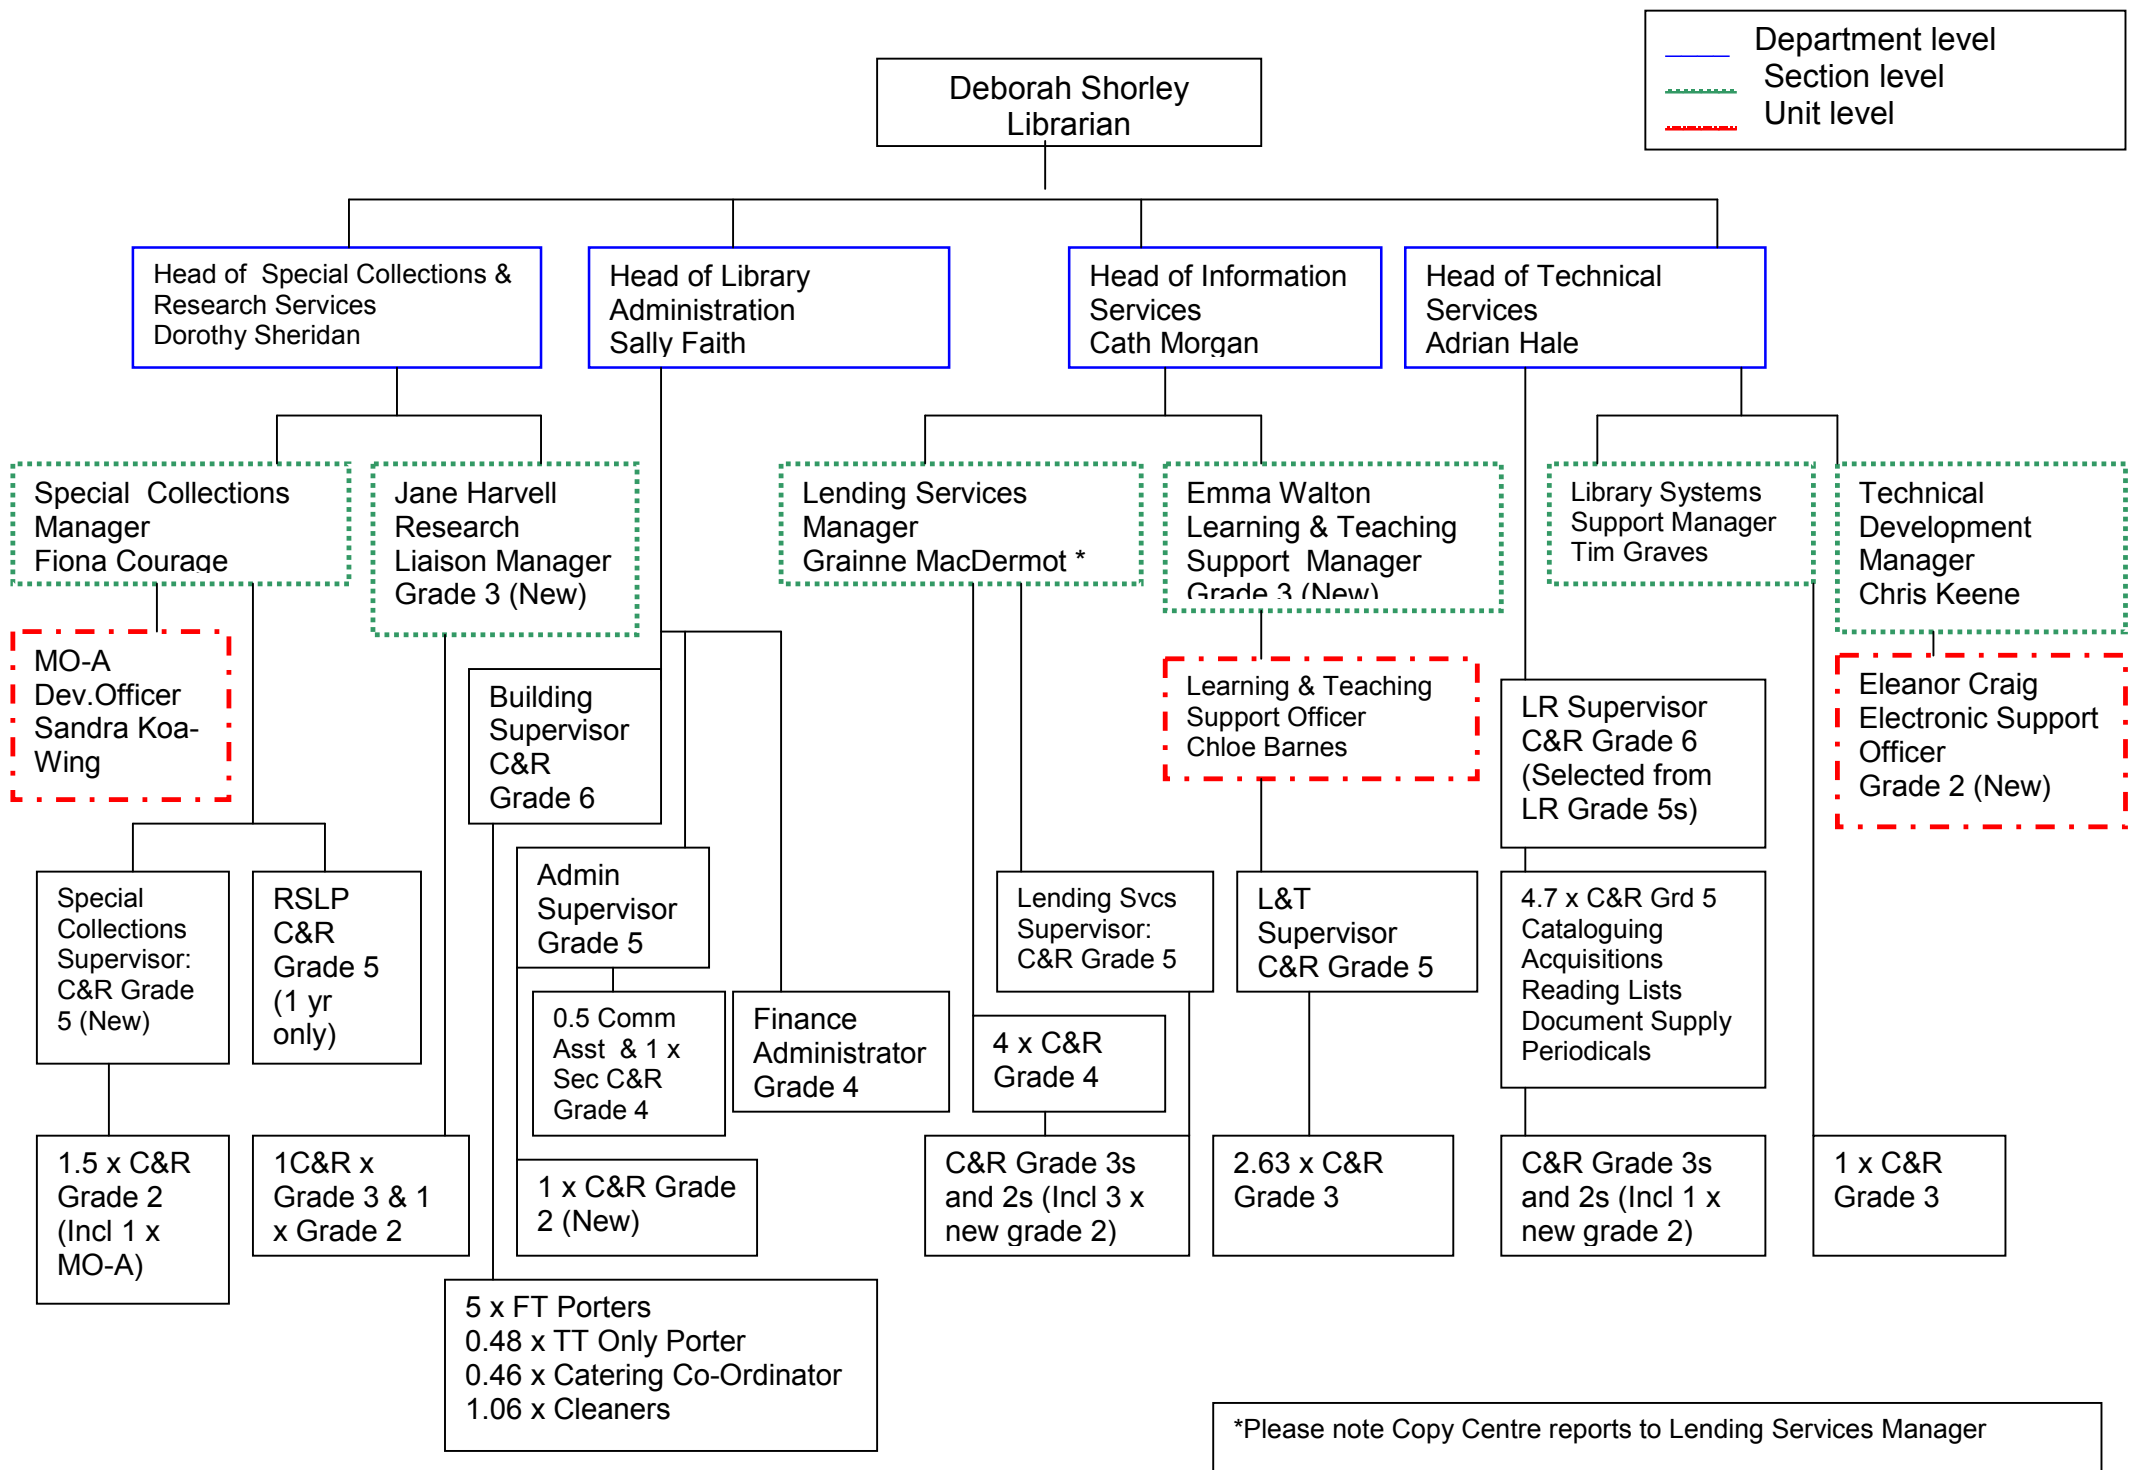 Department level
Section level
Unit level
Deborah Shorley
Librarian
Head of Special Collections &
Research Services
Dorothy Sheridan
Head of Library
Administration
Sally Faith
Head of Information
Services
Cath Morgan
Head of Technical
Services
Adrian Hale
Special Collections
Manager
Fiona Courage
Jane Harvell
Research
Liaison Manager
Grade 3 (New)
Lending Services
Manager
Grainne MacDermot *
Emma Walton
Learning & Teaching
Support Manager
Grade 3 (New)
Library Systems
Support Manager
Tim Graves
Technical
Development
Manager
Chris Keene
MO-A
Dev.Officer
Sandra Koa-
Wing
Building
Supervisor
C&R
Grade 6
Learning & Teaching
Support Officer
Chloe Barnes
LR Supervisor
C&R Grade 6
(Selected from
LR Grade 5s)
Eleanor Craig
Electronic Support
Officer
Grade 2 (New)
Special
Collections
Supervisor:
C&R Grade
5 (New)
RSLP
C&R
Grade 5
(1 yr
only)
Admin
Supervisor
Grade 5
Lending Svcs
Supervisor:
C&R Grade 5
L&T
Supervisor
C&R Grade 5
4.7 x C&R Grd 5
Cataloguing
Acquisitions
Reading Lists
Document Supply
Periodicals
0.5 Comm
Asst & 1 x
Sec C&R
Grade 4
Finance
Administrator
Grade 4
4 x C&R
Grade 4
1.5 x C&R
Grade 2
(Incl 1 x
MO-A)
1C&R x
Grade 3 & 1
x Grade 2
1 x C&R Grade
2 (New)
C&R Grade 3s
and 2s (Incl 3 x
new grade 2)
2.63 x C&R
Grade 3
C&R Grade 3s
and 2s (Incl 1 x
new grade 2)
1 x C&R
Grade 3
5 x FT Porters
0.48 x TT Only Porter
0.46 x Catering Co-Ordinator
1.06 x Cleaners
*Please note Copy Centre reports to Lending Services Manager